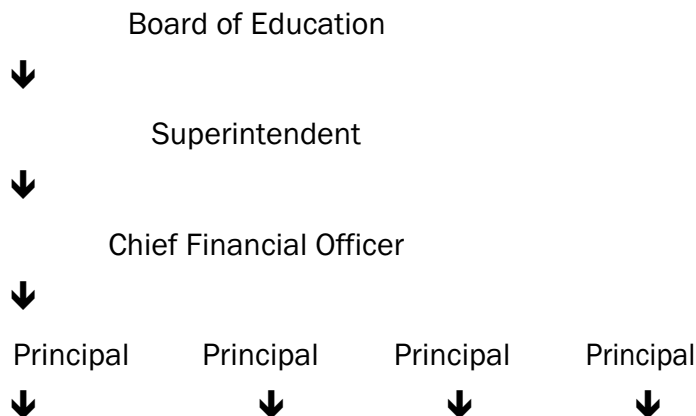 Board of Education
🡻
Superintendent
🡻
Chief Financial Officer
🡻
Principal Principal Principal Principal
🡻 🡻 🡻 🡻